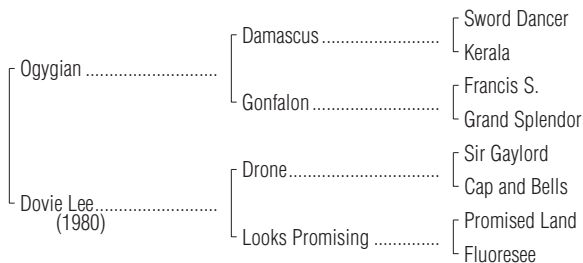 Sword Dancer
Damascus ........................
Kerala
Ogygian ...........................
Francis S.
Gonfalon ..........................
Grand Splendor
Sir Gaylord
Drone...............................
Cap and Bells
Dovie Lee.........................
(1980)
Promised Land
Looks Promising ..............
Fluoresee